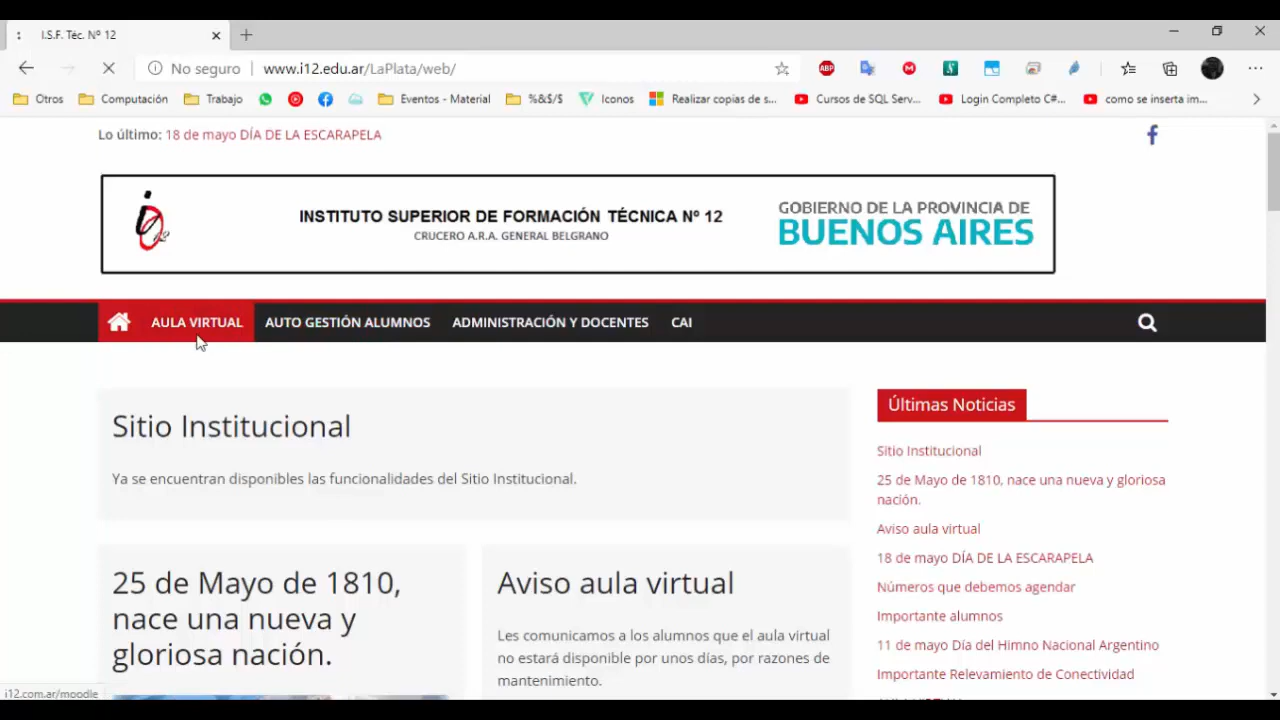 I.S.F. Téc. Nº 12
No seguro
www.i12.edu.ar/LaPlata/web/
ABP
Otros
Computación
Trabajo
Eventos - Material
%&$/$
Iconos
Realizar copias de s...
Cursos de SQL Serv...
Login Completo C#...
como se inserta im...
Lo último: 18 de mayo DÍA DE LA ESCARAPELA
INSTITUTO SUPERIOR DE FORMACIÓN TÉCNICA Nº 12
CRUCERO A.R.A. GENERAL BELGRANO
GOBIERNO DE LA PROVINCIA DE
BUENOS AIRES
AULA VIRTUAL
AUTO GESTIÓN ALUMNOS
ADMINISTRACIÓN Y DOCENTES
CAI
Sitio Institucional
Ya se encuentran disponibles las funcionalidades del Sitio Institucional.
25 de Mayo de 1810,
nace una nueva y
gloriosa nación.
Aviso aula virtual
Les comunicamos a los alumnos que el aula virtual
no estará disponible por unos días, por razones de
mantenimiento.
Últimas Noticias
Sitio Institucional
25 de Mayo de 1810, nace una nueva y gloriosa
nación.
Aviso aula virtual
18 de mayo DÍA DE LA ESCARAPELA
Números que debemos agendar
Importante alumnos
11 de mayo Día del Himno Nacional Argentino
Importante Relevamiento de Conectividad
i12.com.ar/moodle